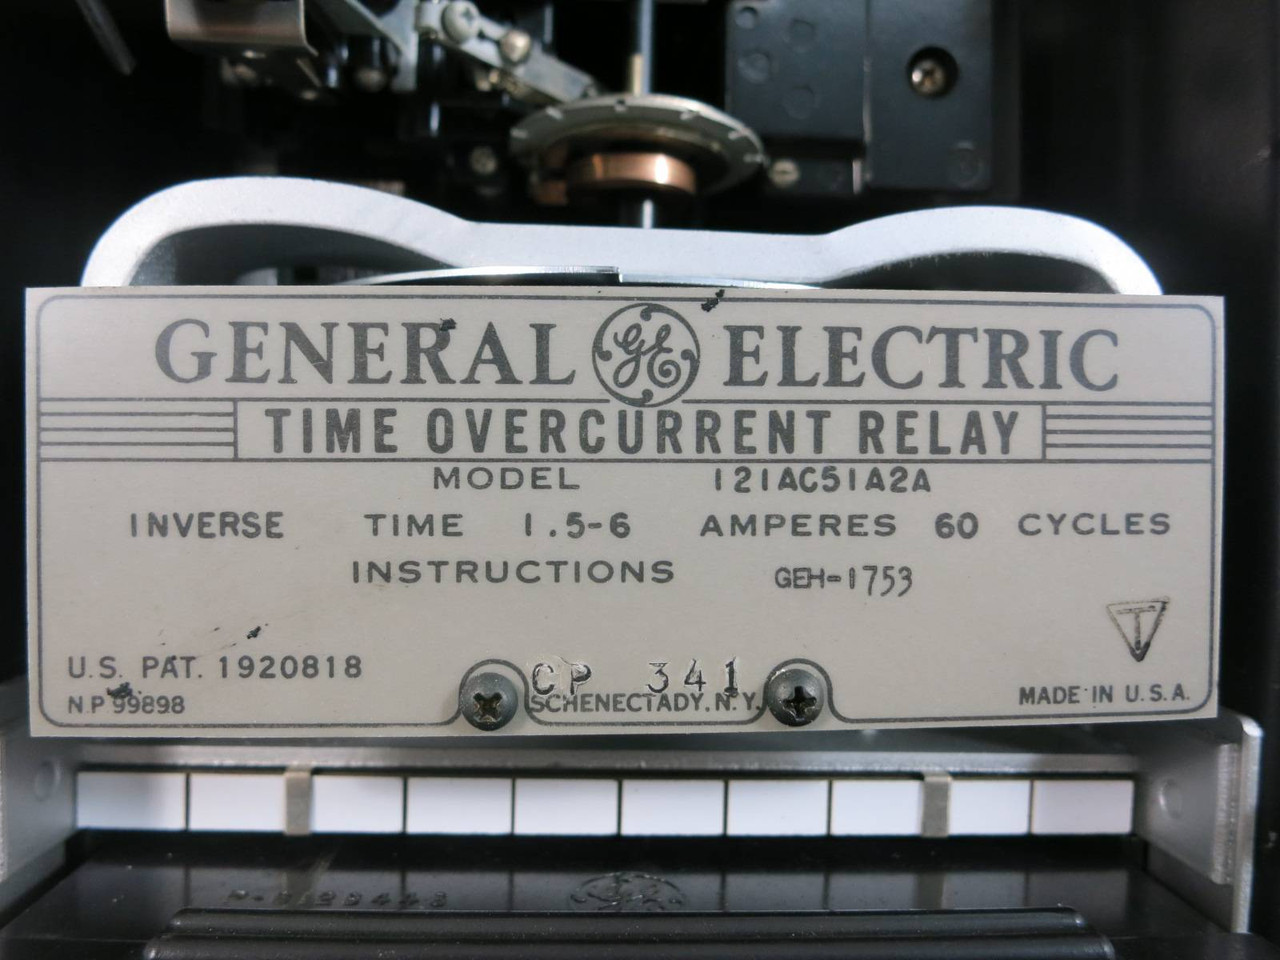 GENERAL GE ELECTRIC
TIME OVERCURRENT RELAY
MODEL 121AC51A2A
INVERSE TIME 1.5-6 AMPERES 60 CYCLES
INSTRUCTIONS GEH-1753
T
U.S. PAT. 1920818
CP 341
N.P 99898
SCHENECTADY, N.Y.
MADE IN U.S.A.